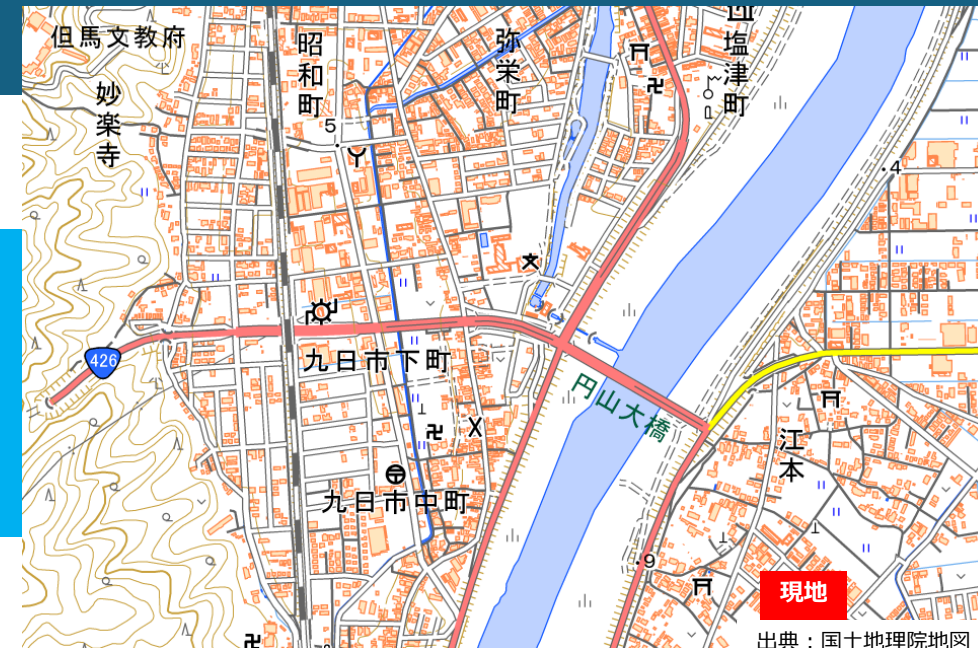 但馬文教府
妙楽寺
昭和町
弥栄町
塩津町
5
4
426
九日市下町
円山大橋
江本
九日市中町
9
現地
出典：国土地理院地図